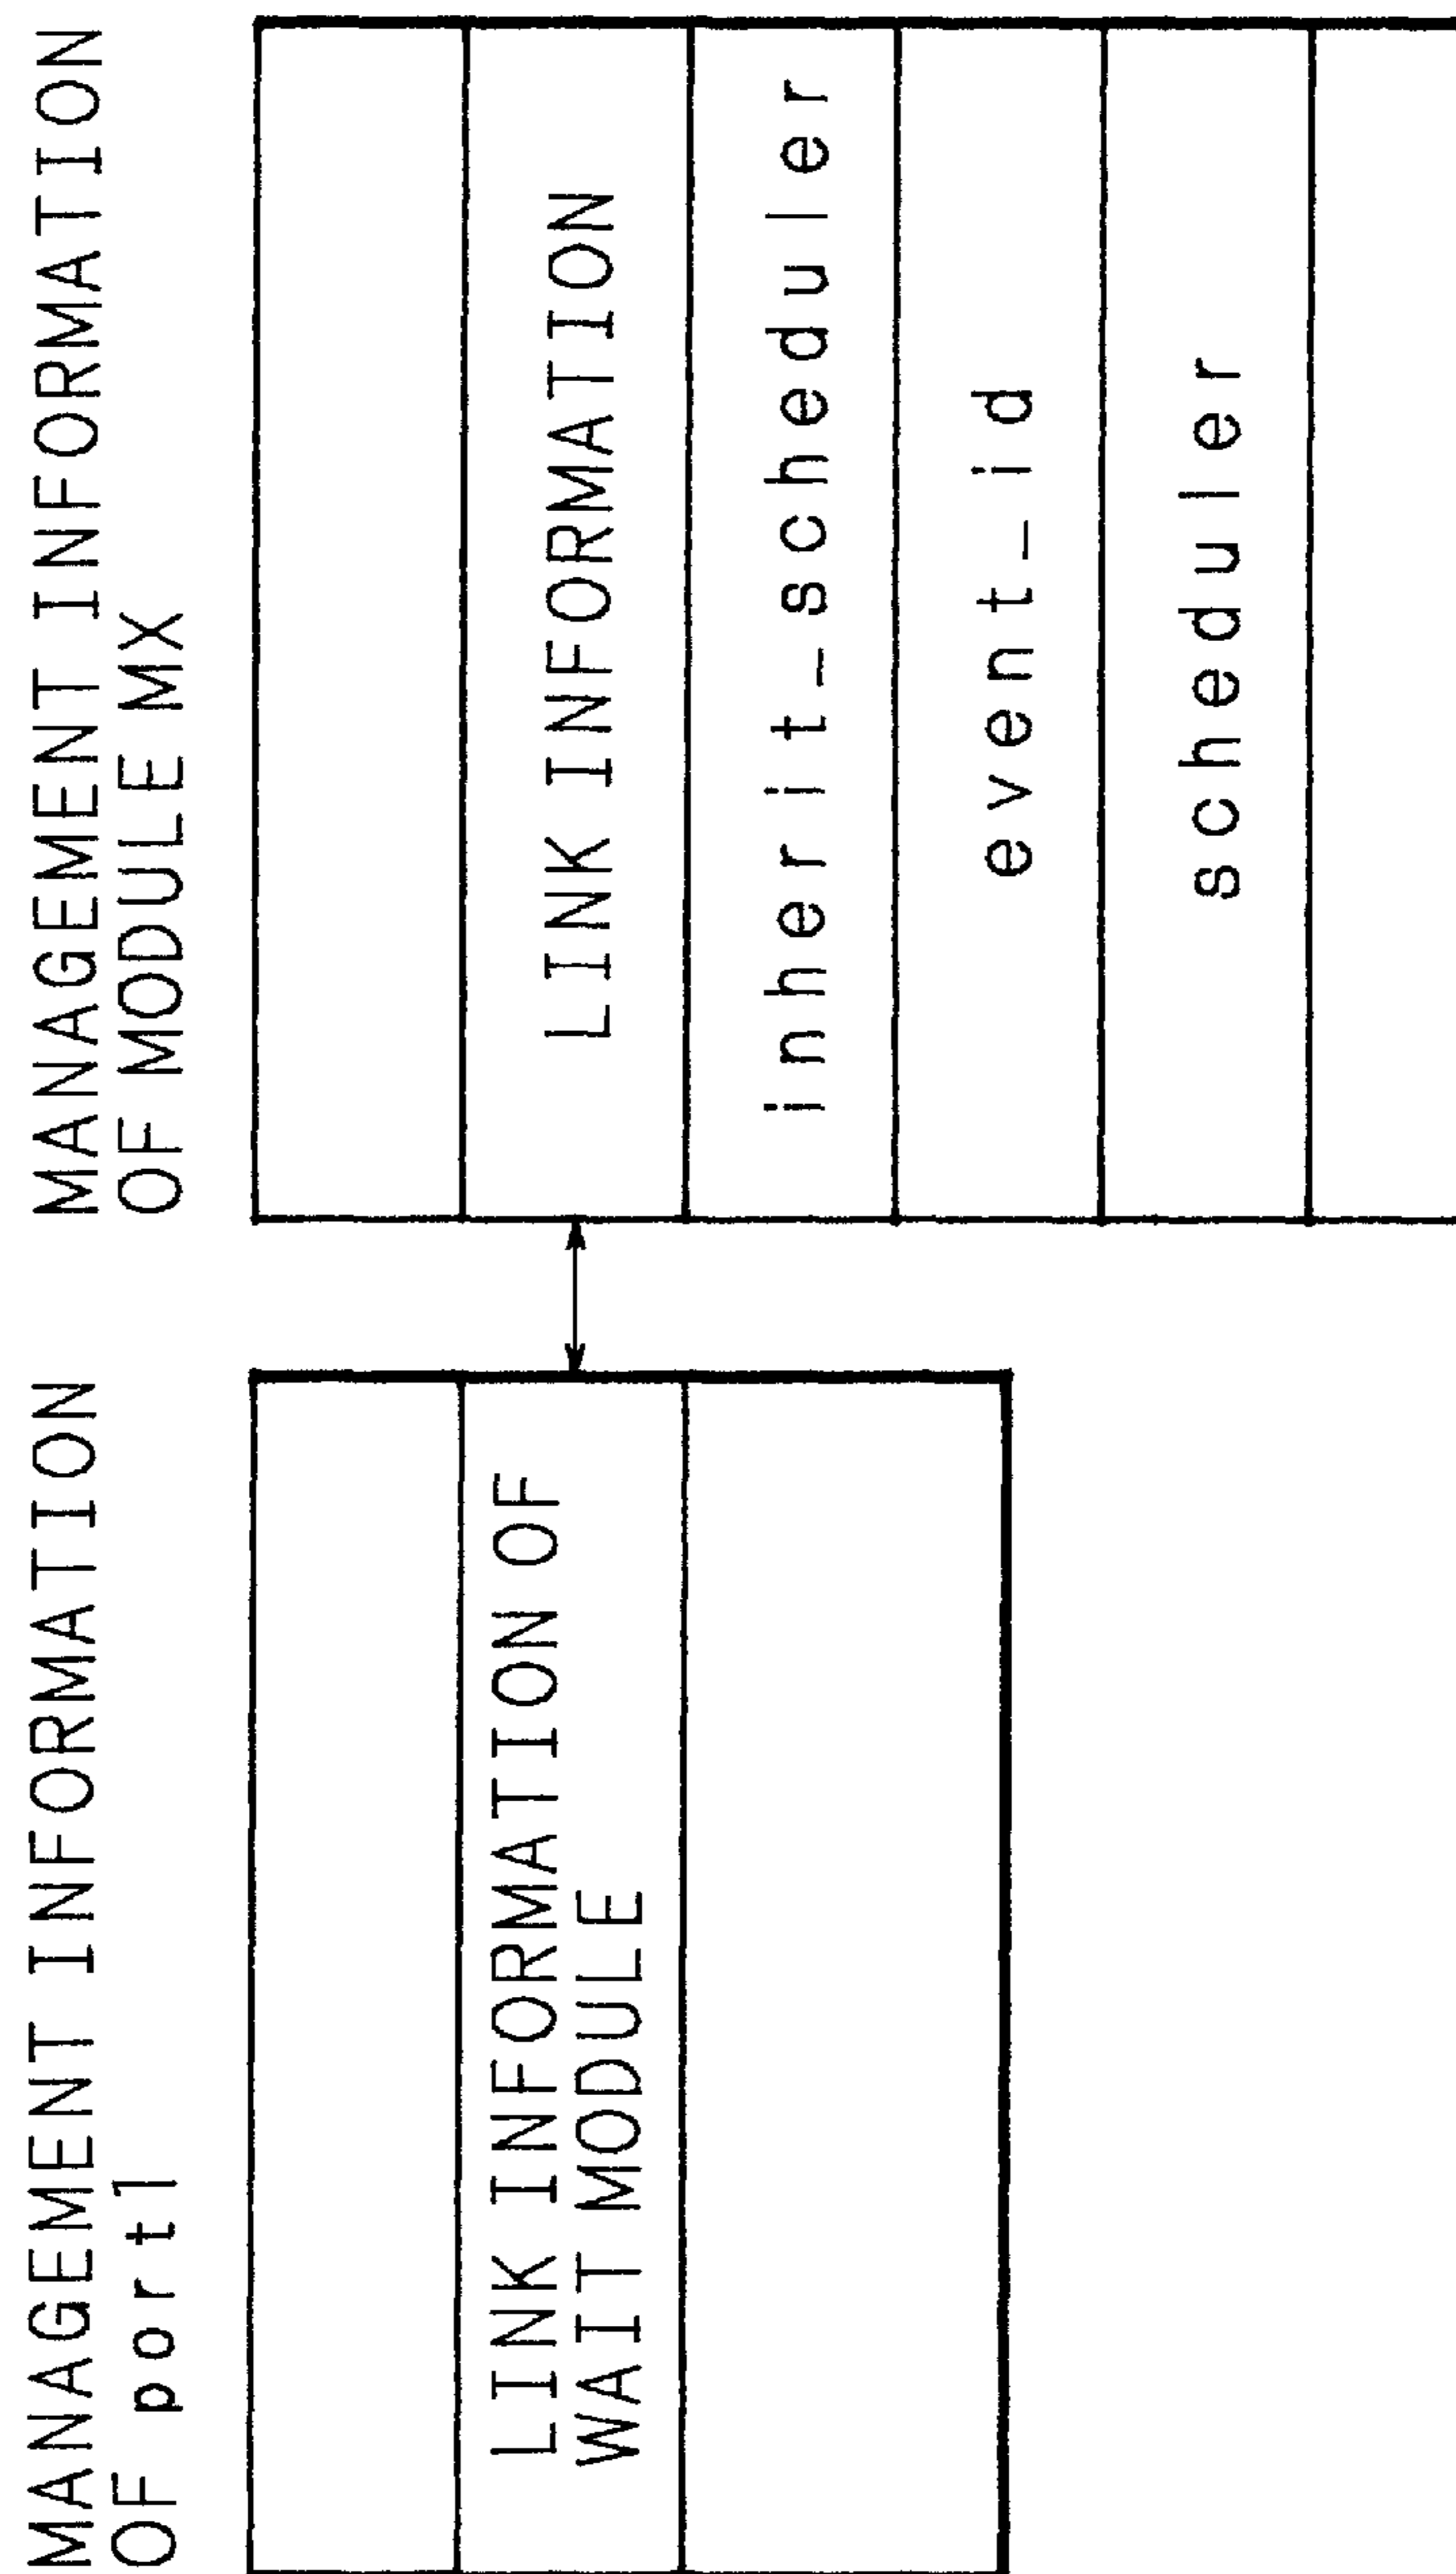 MANAGEMENT INFORMATION
OF port1
LINK INFORMATION OF
WAIT MODULE
MANAGEMENT INFORMATION
OF MODULE MX
LINK INFORMATION
inherit_scheduler
event_id
scheduler